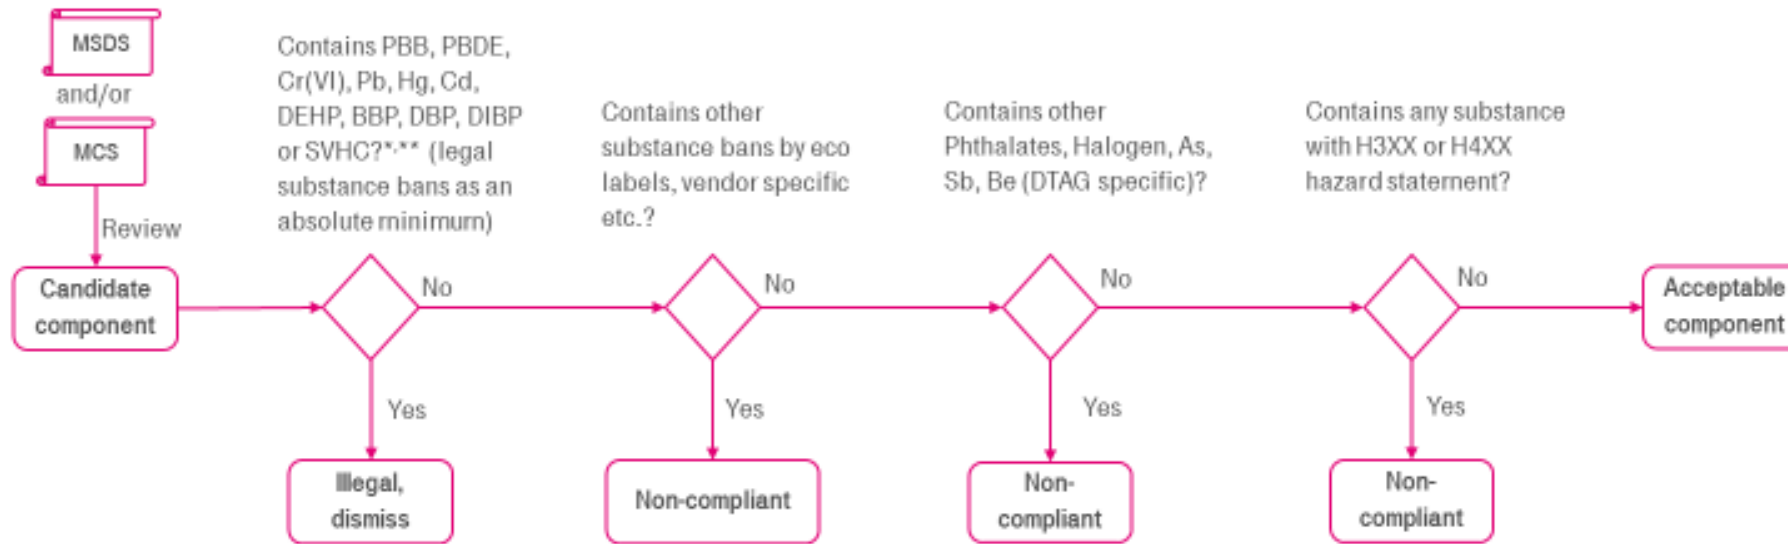 MSDS
and/or
MCS
Review
Candidate
component
Contains PBB, PBDE,
Cr(VI), Pb, Hg, Cd,
DEHP, BBP, DBP, DIBP
or SVHC?*,** (legal
substance bans as an
absolute minimum)
No
Yes
Illegal,
dismiss
Contains other
substance bans by eco
labels, vendor specific
etc.?
No
Yes
Non-compliant
Contains other
Phthalates, Halogen, As,
Sb, Be (DTAG specific)?
No
Yes
Non-
compliant
Contains any substance
with H3XX or H4XX
hazard statement?
No
Yes
Non-
compliant
Acceptable
component